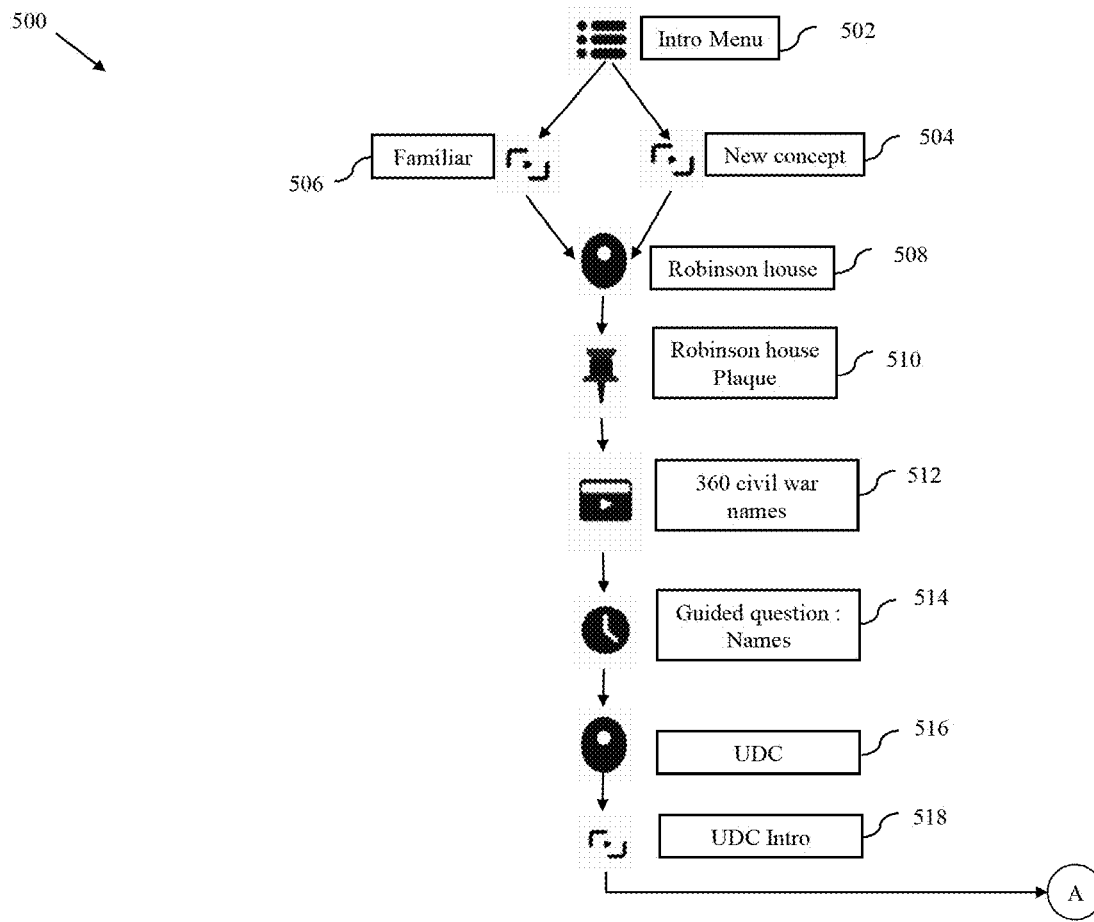 500
Intro Menu
502
Familiar
506
New concept
504
Robinson house
508
Robinson house
Plaque
510
360 civil war
names
512
Guided question :
Names
514
UDC
516
UDC Intro
518
A